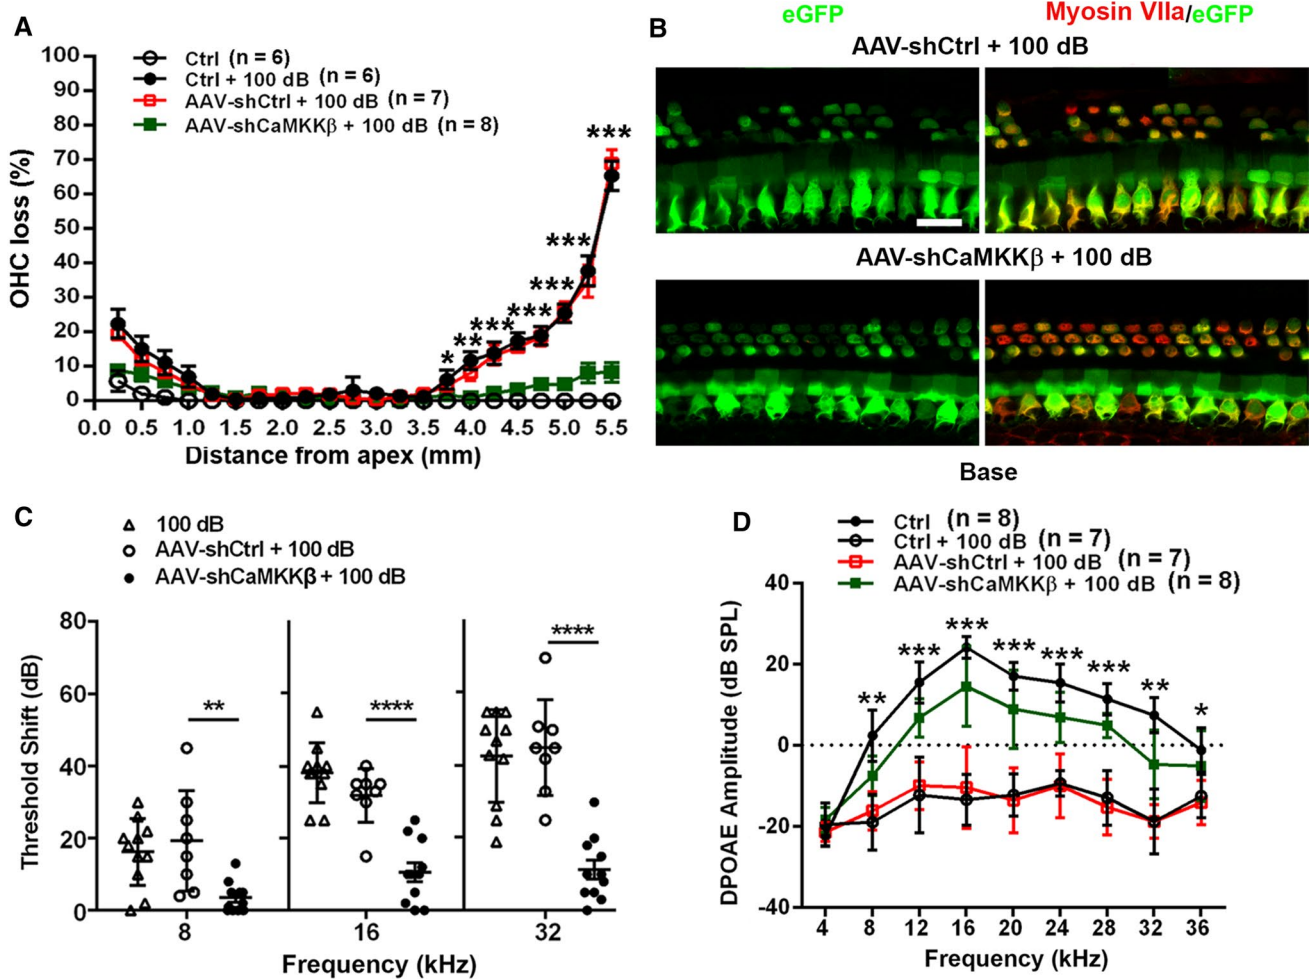 A
Ctrl (n = 6)
Ctrl + 100 dB (n = 6)
AAV-shCtrl + 100 dB (n = 7)
AAV-shCaMKKβ + 100 dB (n = 8)
100
90
80
70
60
50
40
30
20
10
0
OHC loss (%)
* ** *** *** *** *** ***
0.0 0.5 1.0 1.5 2.0 2.5 3.0 3.5 4.0 4.5 5.0 5.5
Distance from apex (mm)
B
eGFP
Myosin VIIa/eGFP
AAV-shCtrl + 100 dB
AAV-shCaMKKβ + 100 dB
Base
C
100 dB
AAV-shCtrl + 100 dB
AAV-shCaMKKβ + 100 dB
80
60
40
20
0
Threshold Shift (dB)
** **** ****
8 16 32
Frequency (kHz)
D
Ctrl (n = 8)
Ctrl + 100 dB (n = 7)
AAV-shCtrl + 100 dB (n = 7)
AAV-shCaMKKβ + 100 dB (n = 8)
40
20
0
-20
-40
DPOAE Amplitude (dB SPL)
** *** *** *** *** *** ** *
4 8 12 16 20 24 28 32 36
Frequency (kHz)